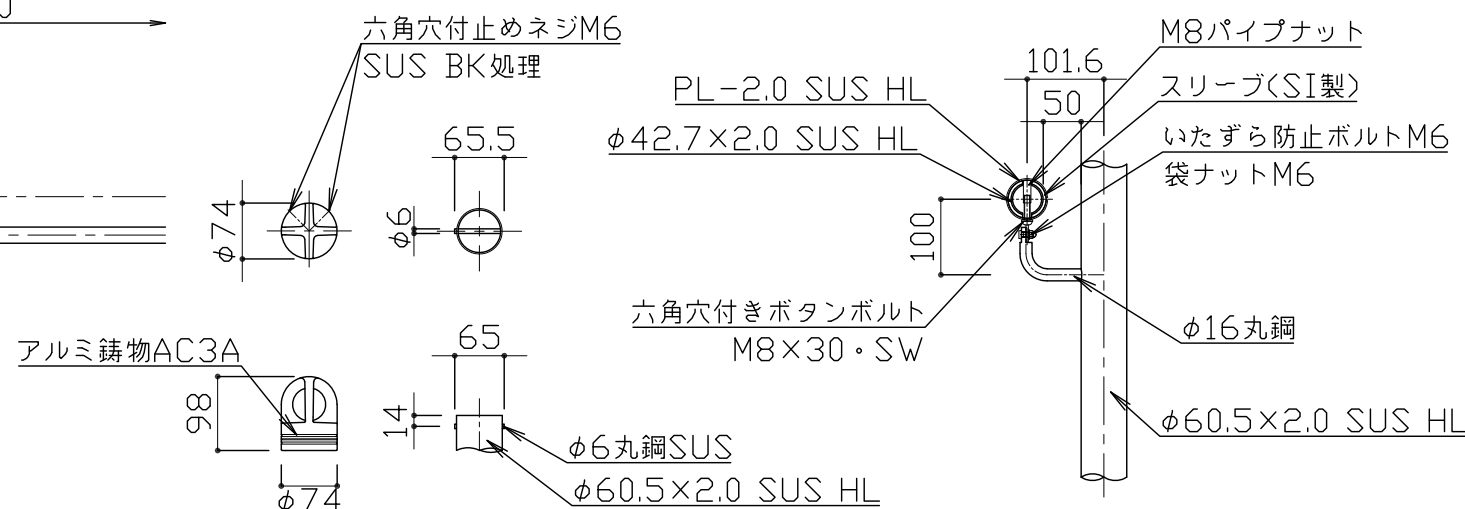 六角穴付止めネジM6
SUS BK処理
φ74
65.5
φ6
アルミ鋳物AC3A
98
φ74
65
14
φ6丸鋼SUS
φ60.5×2.0 SUS HL
M8パイプナット
101.6
PL-2.0 SUS HL
スリーブ(SI製)
50
φ42.7×2.0 SUS HL
いたずら防止ボルトM6
袋ナットM6
100
六角穴付きボタンボルト
M8×30・SW
φ16丸鋼
φ60.5×2.0 SUS HL